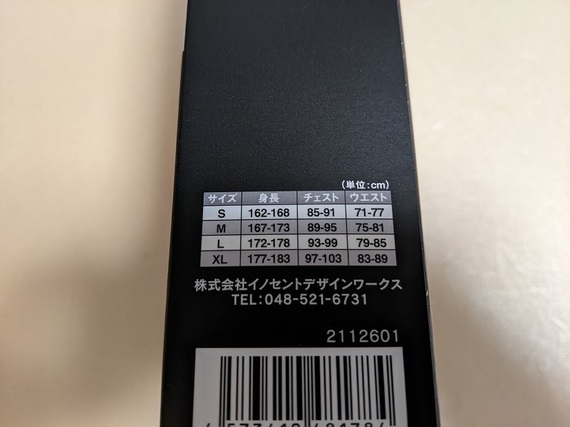 (単位:cm)
サイズ 身長 チェスト ウエスト
S 162-168 85-91 71-77
M 167-173 89-95 75-81
L 172-178 93-99 79-85
XL 177-183 97-103 83-89
株式会社イノセントデザインワークス
TEL:048-521-6731
2112601